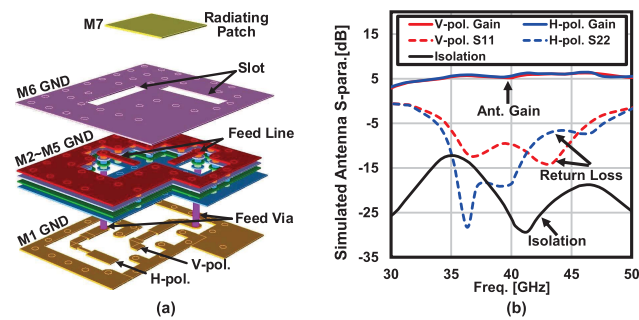 M7
Radiating
Patch
M6 GND
Slot
M2~M5 GND
Feed Line
Feed Via
M1 GND
V-pol.
H-pol.
(a)
V-pol. Gain
H-pol. Gain
V-pol. S11
H-pol. S22
Isolation
Simulated Antenna S-para.[dB]
15
5
-5
-15
-25
-35
Ant. Gain
Return Loss
Isolation
30
35
40
45
50
Freq. [GHz]
(b)